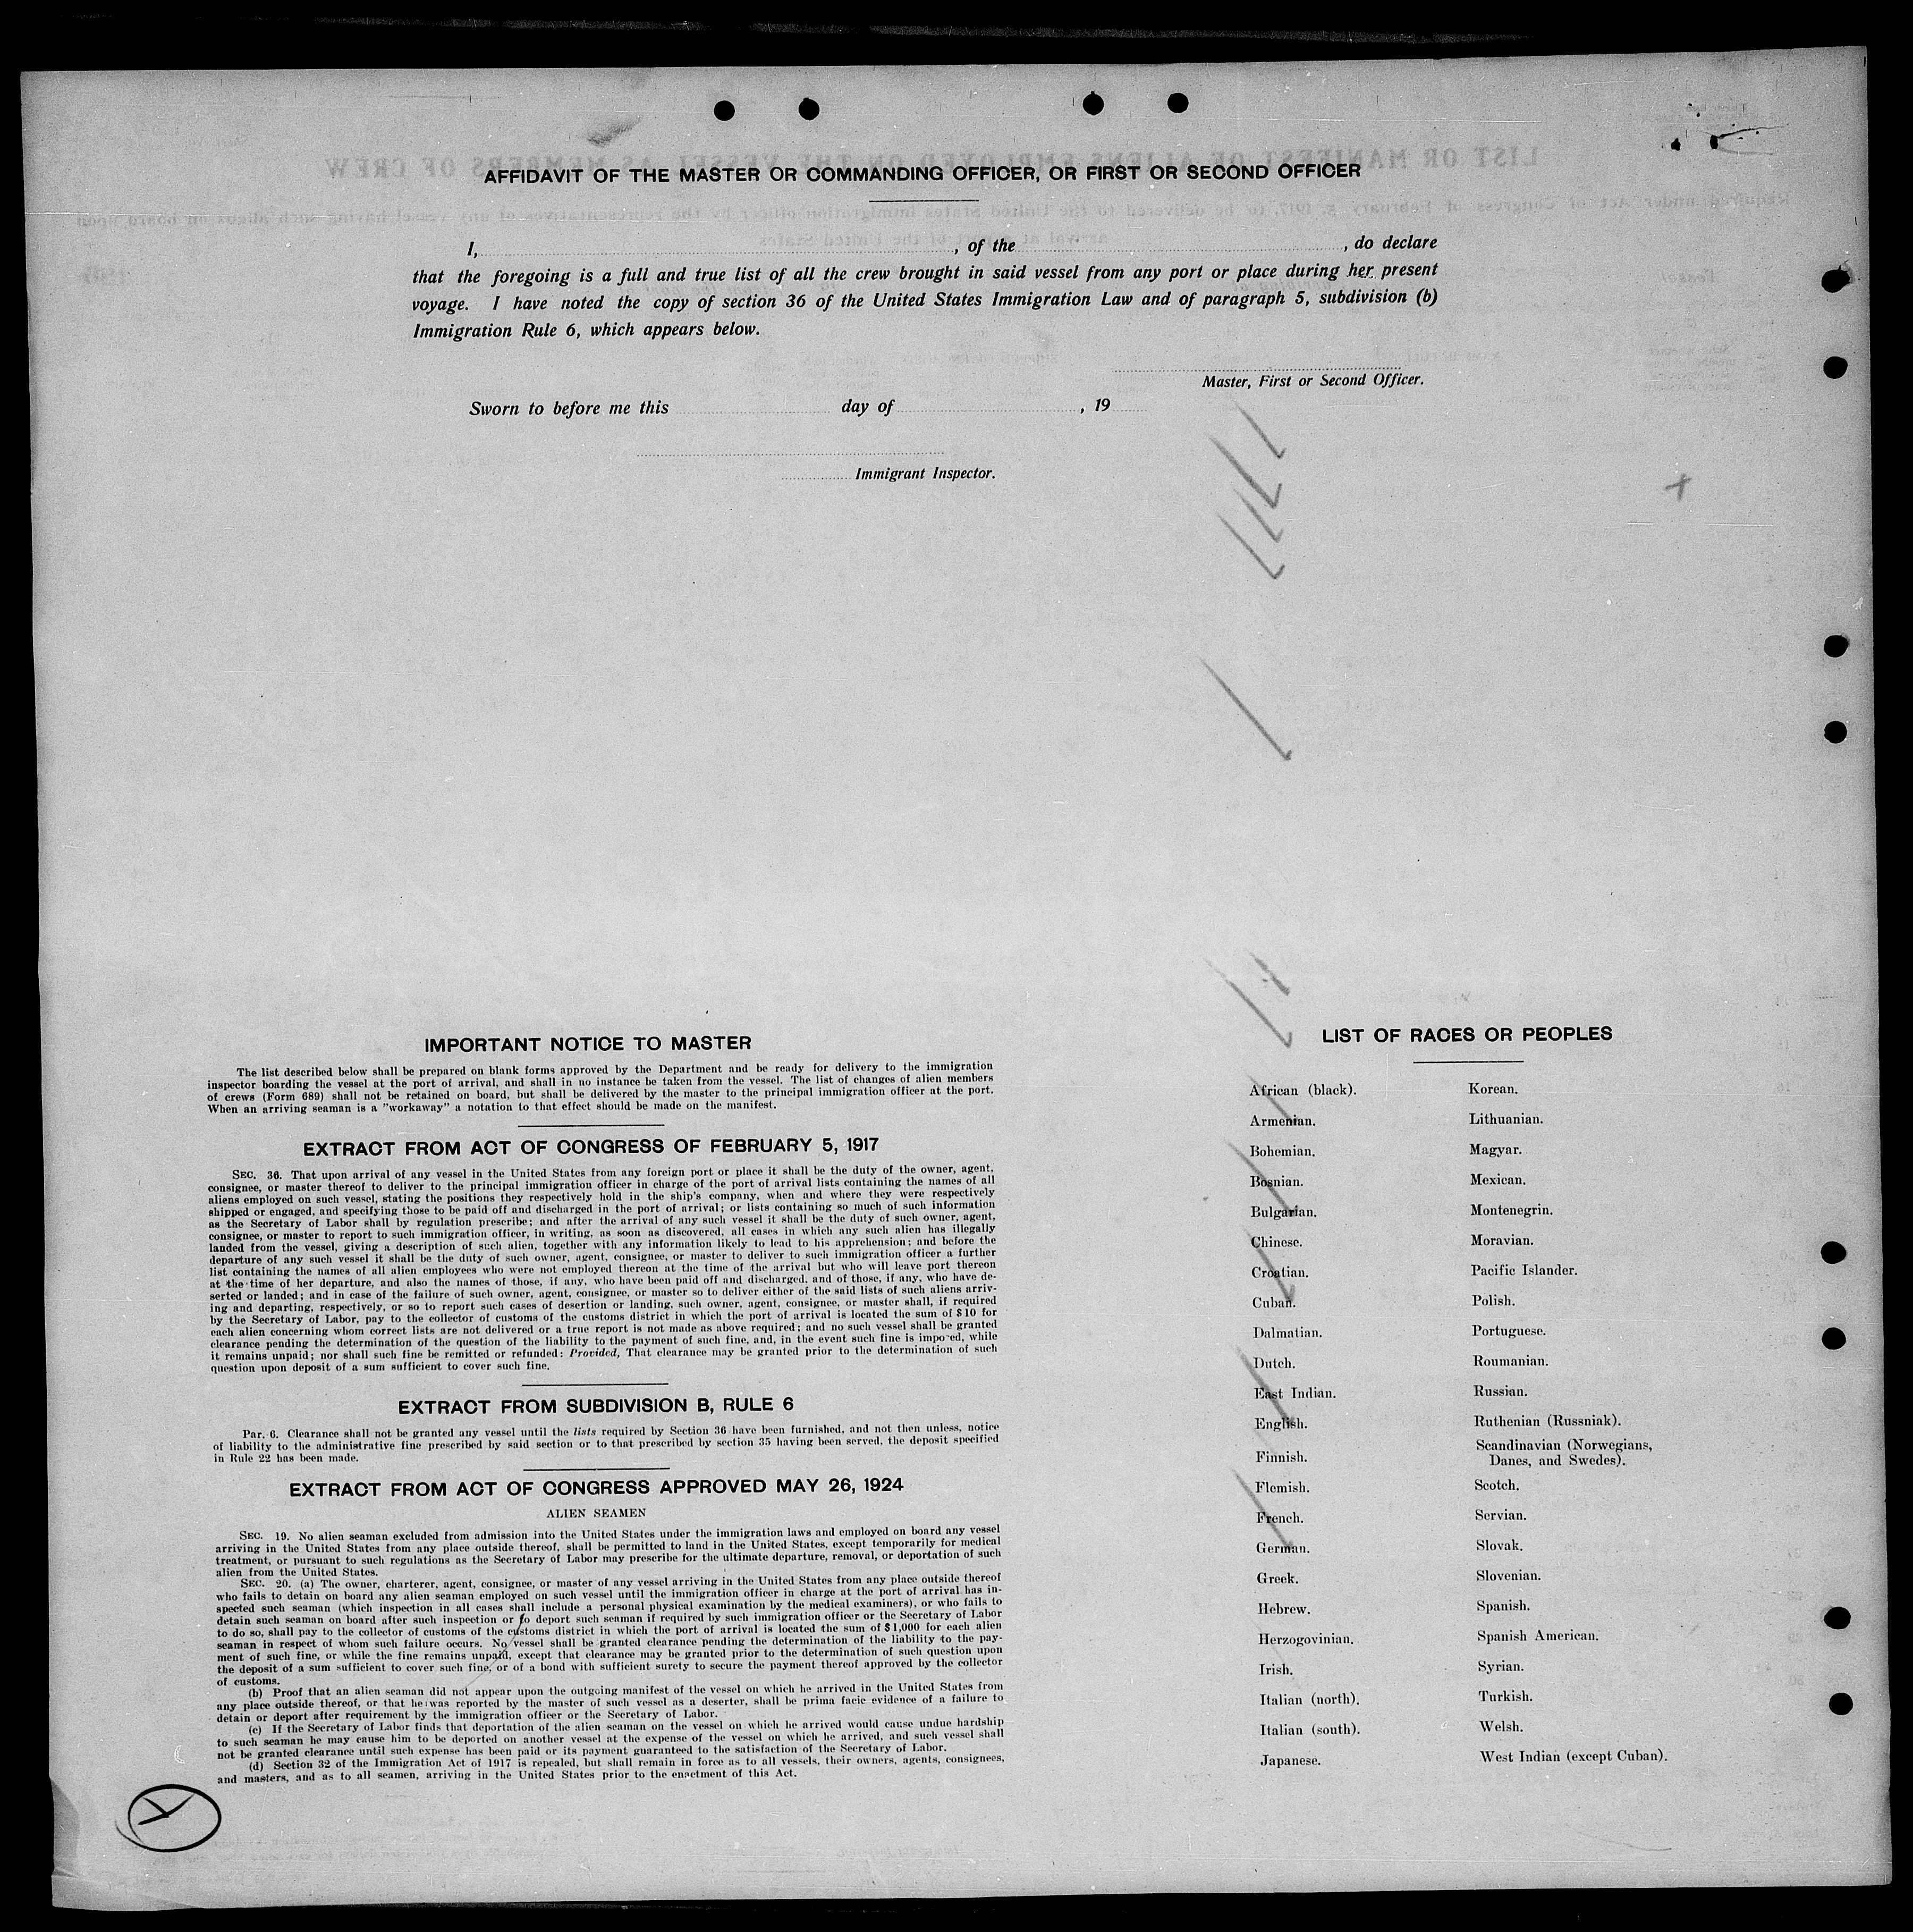 AFFIDAVIT OF THE MASTER OR COMMANDING OFFICER, OR FIRST OR SECOND OFFICER
I, , of the , do declare
that the foregoing is a full and true list of all the crew brought in said vessel from any port or place during her present
voyage. I have noted the copy of section 36 of the United States Immigration Law and of paragraph 5, subdivision (b)
Immigration Rule 6, which appears below.
Master, First or Second Officer.
Sworn to before me this day of , 19
Immigrant Inspector.
IMPORTANT NOTICE TO MASTER
The list described below shall be prepared on blank forms approved by the Department and be ready for delivery to the immigration
inspector boarding the vessel at the port of arrival, and shall in no instance be taken from the vessel. The list of changes of alien members
of crews (Form 689) shall not be retained on board, but shall be delivered by the master to the principal immigration officer at the port.
When an arriving seaman is a "workaway" a notation to that effect should be made on the manifest.
EXTRACT FROM ACT OF CONGRESS OF FEBRUARY 5, 1917
SEC. 36. That upon arrival of any vessel in the United States from any foreign port or place it shall be the duty of the owner, agent,
consignee, or master thereof to deliver to the principal immigration officer in charge of the port of arrival lists containing the names of all
aliens employed on such vessel, stating the positions they respectively hold in the ship's company, when and where they were respectively
shipped or engaged, and specifying those to be paid off and discharged in the port of arrival; or lists containing so much of such information
as the Secretary of Labor shall by regulation prescribe; and after the arrival of any such vessel it shall be the duty of such owner, agent,
consignee, or master to report to such immigration officer, in writing, as soon as discovered, all cases in which any such alien has illegally
landed from the vessel, giving a description of such alien, together with any information likely to lead to his apprehension; and before the
departure of any such vessel it shall be the duty of such owner, agent, consignee, or master to deliver to such immigration officer a further
list containing the names of all alien employees who were not employed thereon at the time of the arrival but who will leave port thereon
at the time of her departure, and also the names of those, if any, who have been paid off and discharged, and of those, if any, who have de-
serted or landed; and in case of the failure of such owner, agent, consignee, or master so to deliver either of the said lists of such aliens arriv-
ing and departing, respectively, or so to report such cases of desertion or landing, such owner, agent, consignee, or master shall, if required
by the Secretary of Labor, pay to the collector of customs of the customs district in which the port of arrival is located the sum of $10 for
each alien concerning whom correct lists are not delivered or a true report is not made as above required; and no such vessel shall be granted
clearance pending the determination of the question of the liability to the payment of such fine, and, in the event such fine is imposed, while
it remains unpaid; nor shall such fine be remitted or refunded: Provided, That clearance may be granted prior to the determination of such
question upon deposit of a sum sufficient to cover such fine.
EXTRACT FROM SUBDIVISION B, RULE 6
Par. 6. Clearance shall not be granted any vessel until the lists required by Section 36 have been furnished, and not then unless, notice
of liability to the administrative fine prescribed by said section or to that prescribed by section 35 having been served, the deposit specified
in Rule 22 has been made.
EXTRACT FROM ACT OF CONGRESS APPROVED MAY 26, 1924
ALIEN SEAMEN
SEC. 19. No alien seaman excluded from admission into the United States under the immigration laws and employed on board any vessel
arriving in the United States from any place outside thereof, shall be permitted to land in the United States, except temporarily for medical
treatment, or pursuant to such regulations as the Secretary of Labor may prescribe for the ultimate departure, removal, or deportation of such
alien from the United States.
SEC. 20. (a) The owner, charterer, agent, consignee, or master of any vessel arriving in the United States from any place outside thereof
who fails to detain on board any alien seaman employed on such vessel until the immigration officer in charge at the port of arrival has in-
spected such seaman (which inspection in all cases shall include a personal physical examination by the medical examiners), or who fails to
detain such seaman on board after such inspection or to deport such seaman if required by such immigration officer or the Secretary of Labor
to do so, shall pay to the collector of customs of the customs district in which the port of arrival is located the sum of $1,000 for each alien
seaman in respect of whom such failure occurs. No vessel shall be granted clearance pending the determination of the liability to the pay-
ment of such fine, or while the fine remains unpaid, except that clearance may be granted prior to the determination of such question upon
the deposit of a sum sufficient to cover such fine, or of a bond with sufficient surety to secure the payment thereof approved by the collector
of customs.
(b) Proof that an alien seaman did not appear upon the outgoing manifest of the vessel on which he arrived in the United States from
any place outside thereof, or that he was reported by the master of such vessel as a deserter, shall be prima facie evidence of a failure to
detain or deport after requirement by the immigration officer or the Secretary of Labor.
(c) If the Secretary of Labor finds that deportation of the alien seaman on the vessel on which he arrived would cause undue hardship
to such seaman he may cause him to be deported on another vessel at the expense of the vessel on which he arrived, and such vessel shall
not be granted clearance until such expense has been paid or its payment guaranteed to the satisfaction of the Secretary of Labor.
(d) Section 32 of the Immigration Act of 1917 is repealed, but shall remain in force as to all vessels, their owners, agents, consignees,
and masters, and as to all seamen, arriving in the United States prior to the enactment of this Act.
LIST OF RACES OR PEOPLES
African (black).
Armenian.
Bohemian.
Bosnian.
Bulgarian.
Chinese.
Croatian.
Cuban.
Dalmatian.
Dutch.
East Indian.
English.
Finnish.
Flemish.
French.
German.
Greek.
Hebrew.
Herzogovinian.
Irish.
Italian (north).
Italian (south).
Japanese.
Korean.
Lithuanian.
Magyar.
Mexican.
Montenegrin.
Moravian.
Pacific Islander.
Polish.
Portuguese.
Roumanian.
Russian.
Ruthenian (Russniak).
Scandinavian (Norwegians,
Danes, and Swedes).
Scotch.
Servian.
Slovak.
Slovenian.
Spanish.
Spanish American.
Syrian.
Turkish.
Welsh.
West Indian (except Cuban).